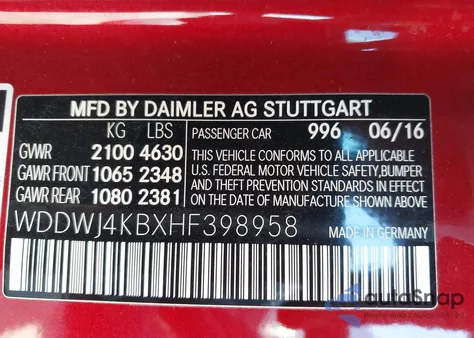 MFD BY DAIMLER AG STUTTGART
KG LBS
GWR 2100 4630
GAWR FRONT 1065 2348
GAWR REAR 1080 2381
PASSENGER CAR 996 06/16
THIS VEHICLE CONFORMS TO ALL APPLICABLE
U.S. FEDERAL MOTOR VEHICLE SAFETY,BUMPER
AND THEFT PREVENTION STANDARDS IN EFFECT
ON THE DATE OF MANUFACTURE SHOWN ABOVE.
WDDWJ4KBXHF398958
MADE IN GERMANY
autoSnap